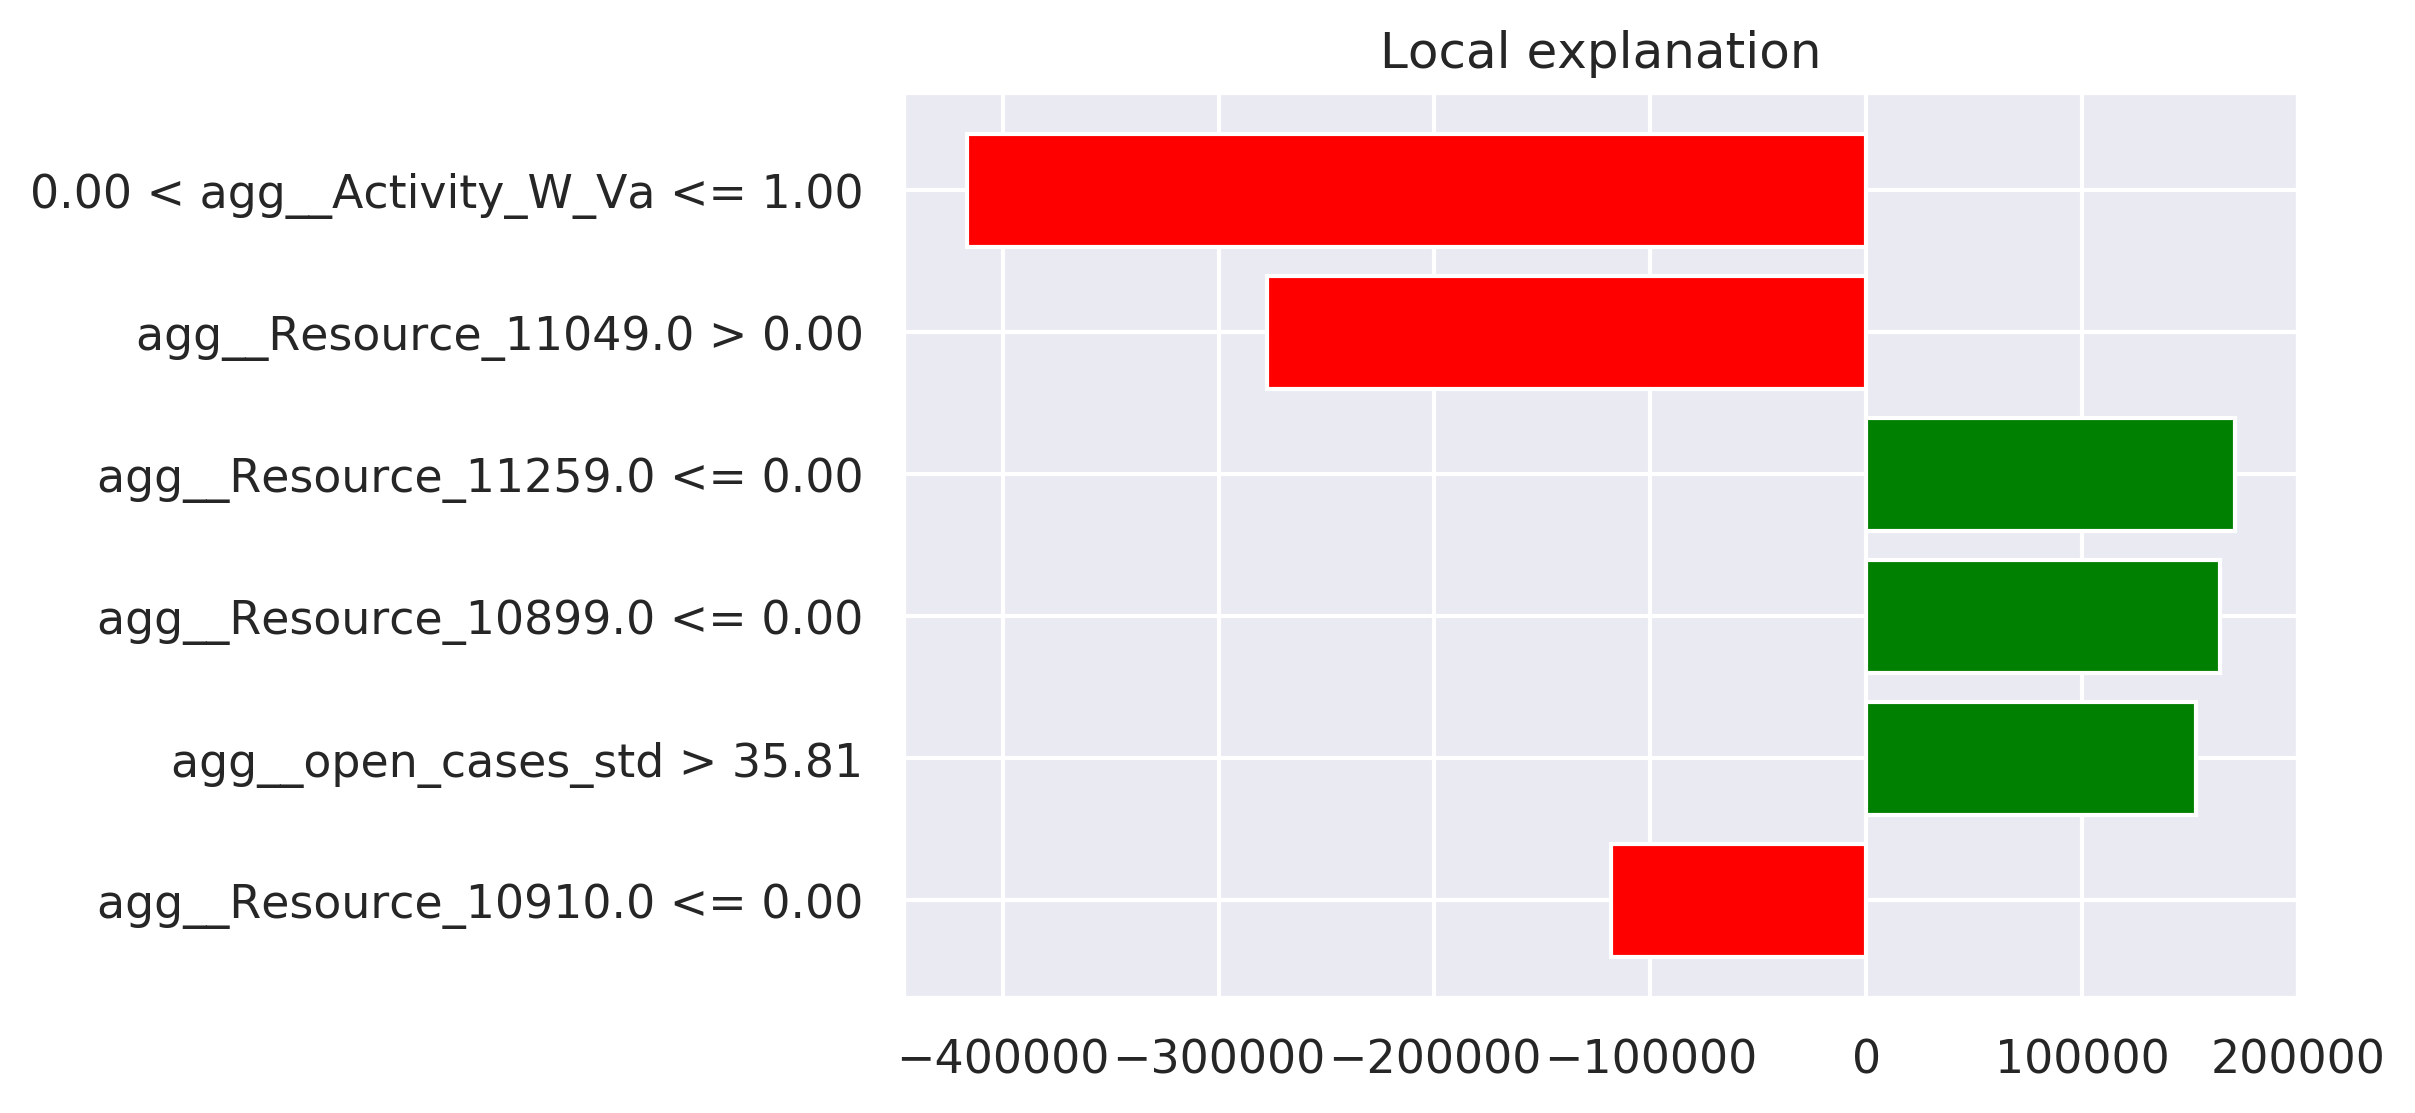 Local explanation
0.00 < agg__Activity_W_Va <= 1.00
agg__Resource_11049.0 > 0.00
agg__Resource_11259.0 <= 0.00
agg__Resource_10899.0 <= 0.00
agg__open_cases_std > 35.81
agg__Resource_10910.0 <= 0.00
−400000 −300000 −200000 −100000 0 100000 200000